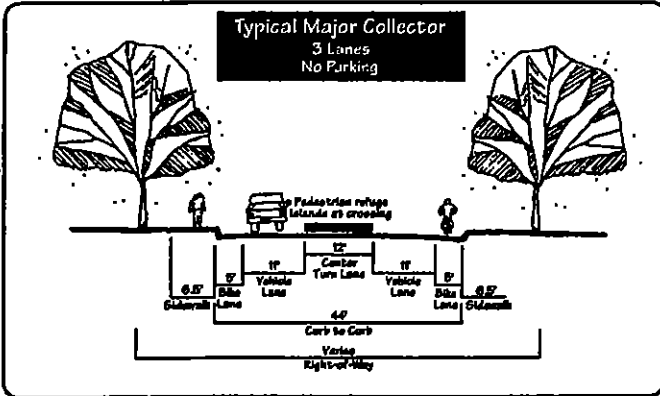 Typical Major Collector
3 Lanes
No Parking
Pedestrian refuge
islands at crossing
12'
Center
Turn Lane
11'
Vehicle
Lane
11'
Vehicle
Lane
5'
Bike
Lane
5'
Bike
Lane
6.5'
Sidewalk
6.5'
Sidewalk
44'
Curb to Curb
Varies
Right-of-Way